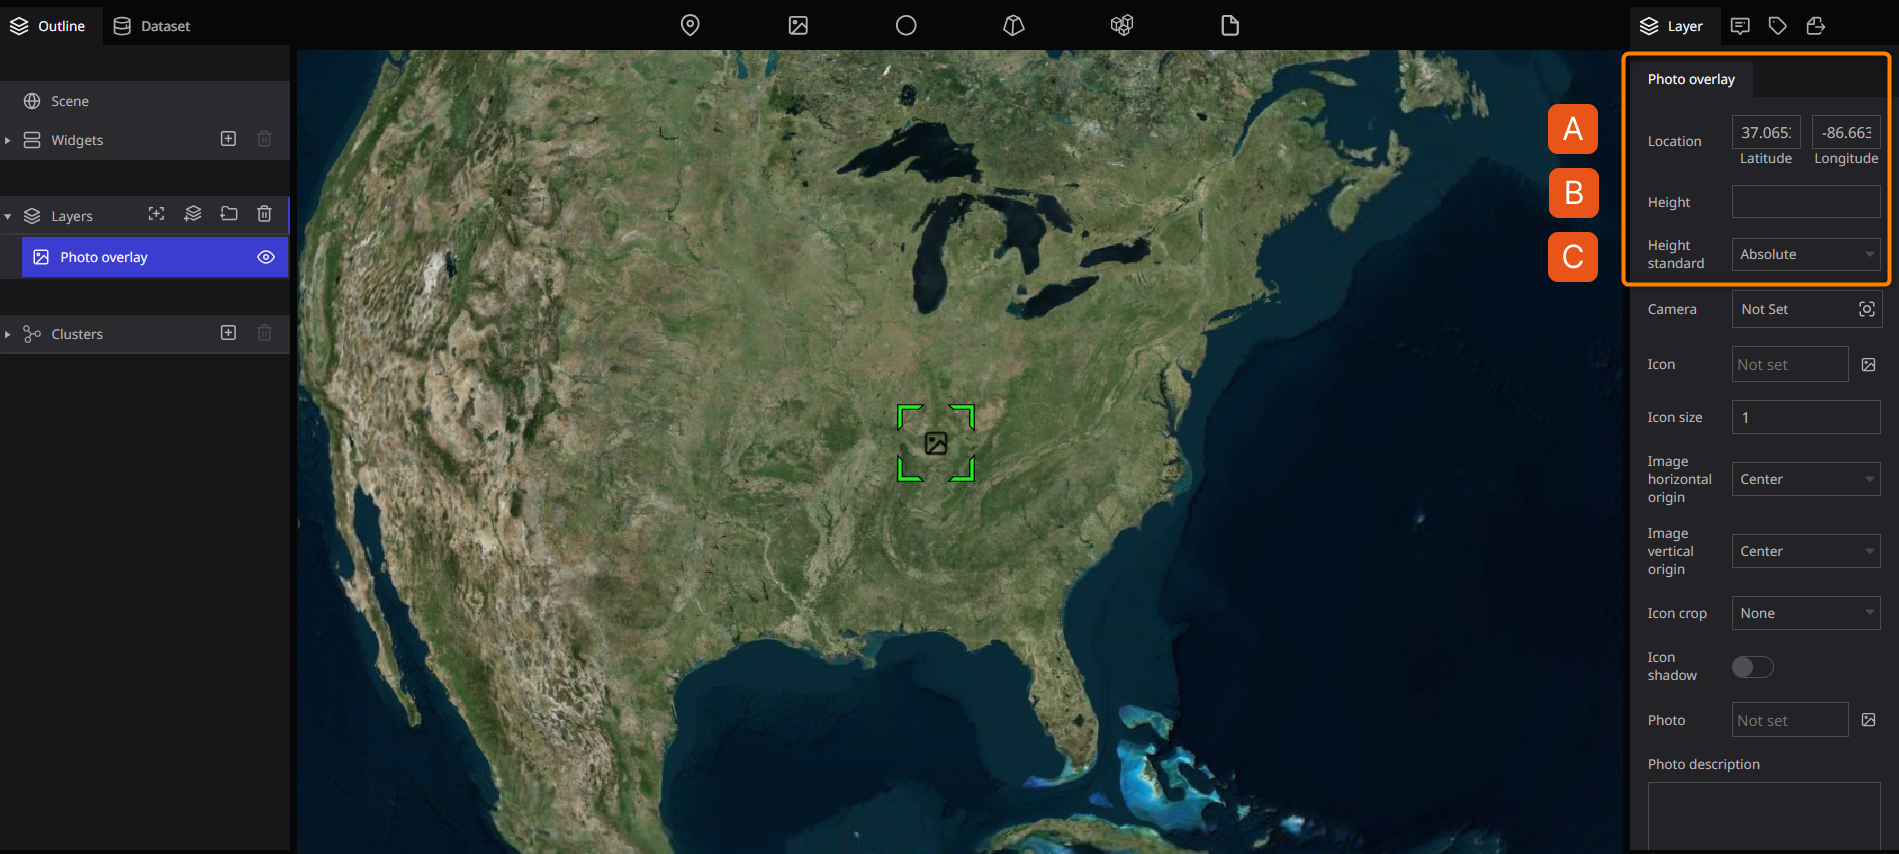 Outline
Dataset
Layer
Scene
Widgets
Layers
Photo overlay
Clusters
A
B
C
Photo overlay
Location
37.065
-86.663
Latitude
Longitude
Height
Height
standard
Absolute
Camera
Not Set
Icon
Not set
Icon size
1
Image
horizontal
origin
Center
Image
vertical
origin
Center
Icon crop
None
Icon
shadow
Photo
Not set
Photo description